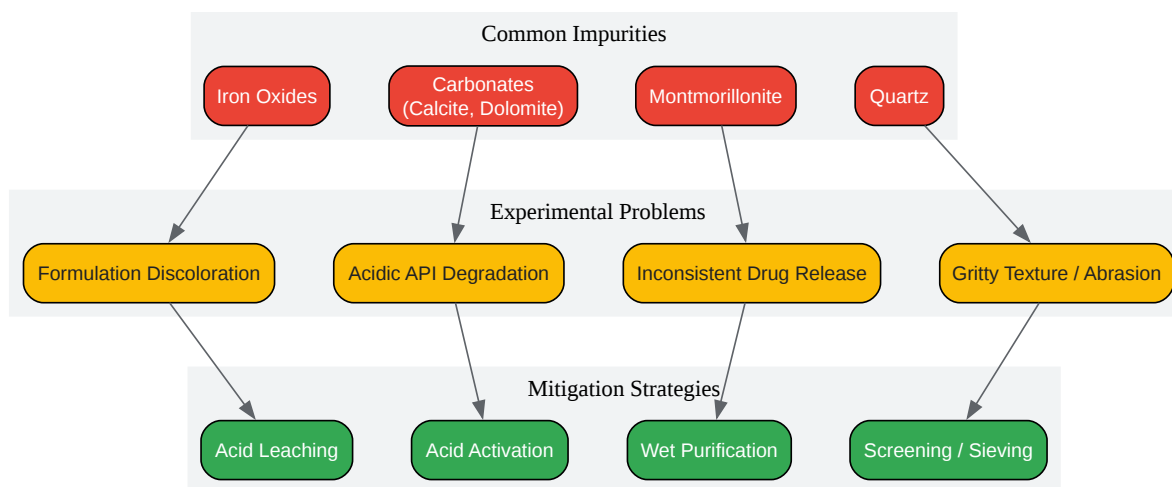 Common Impurities
Iron Oxides
Carbonates
(Calcite, Dolomite)
Montmorillonite
Quartz
Experimental Problems
Formulation Discoloration
Acidic API Degradation
Inconsistent Drug Release
Gritty Texture / Abrasion
Mitigation Strategies
Acid Leaching
Acid Activation
Wet Purification
Screening / Sieving